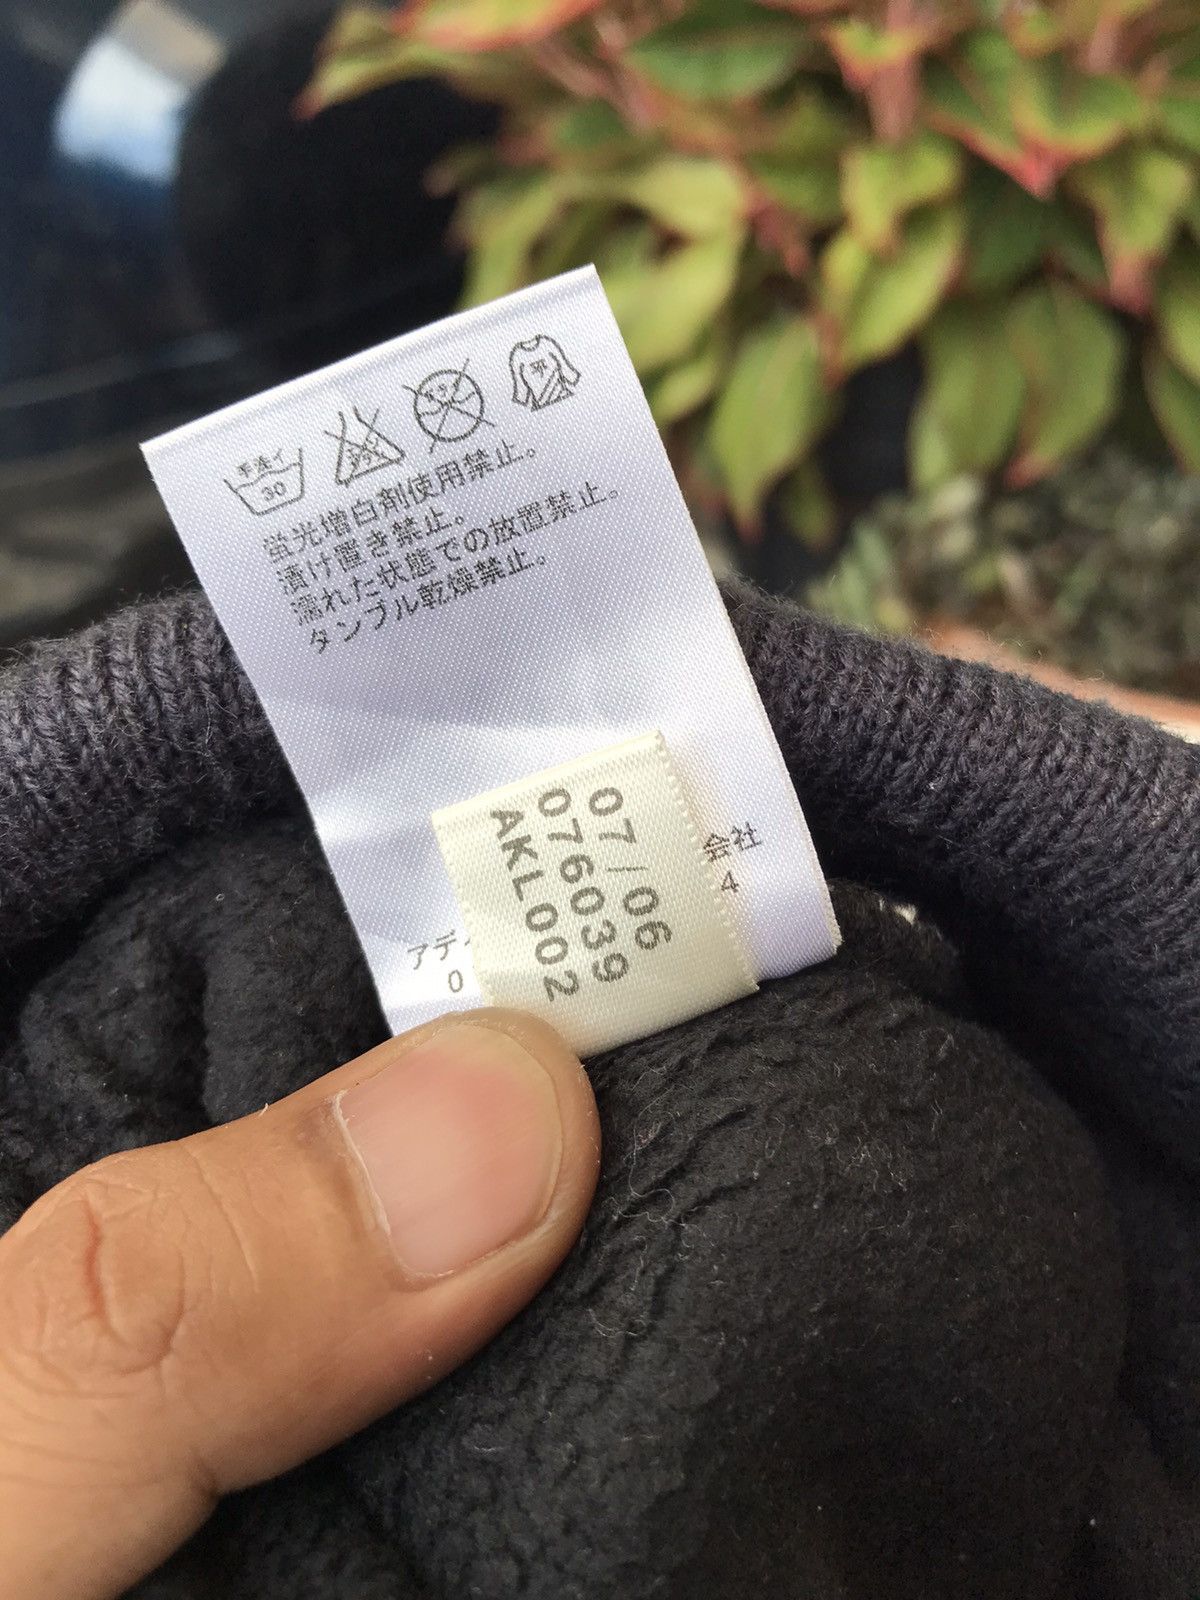 手洗イ
30
蛍光増白剤使用禁止。
漬け置き禁止。
濡れた状態での放置禁止。
タンブル乾燥禁止。
07/06
076039
AKL002
アディ
会社
0
4